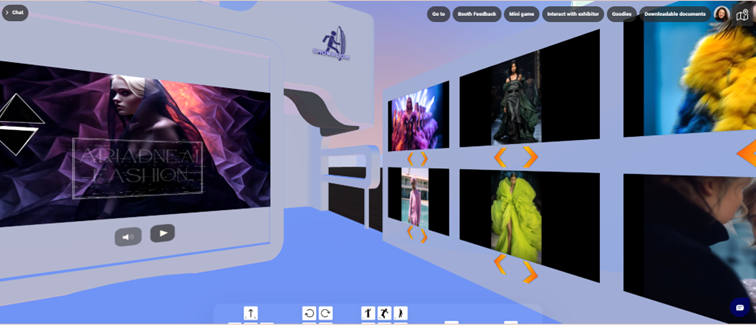 Chat
Go to
Booth Feedback
Mini game
Interact with exhibitor
Goodies
Downloadable documents
ARIADNEAI
FASHION